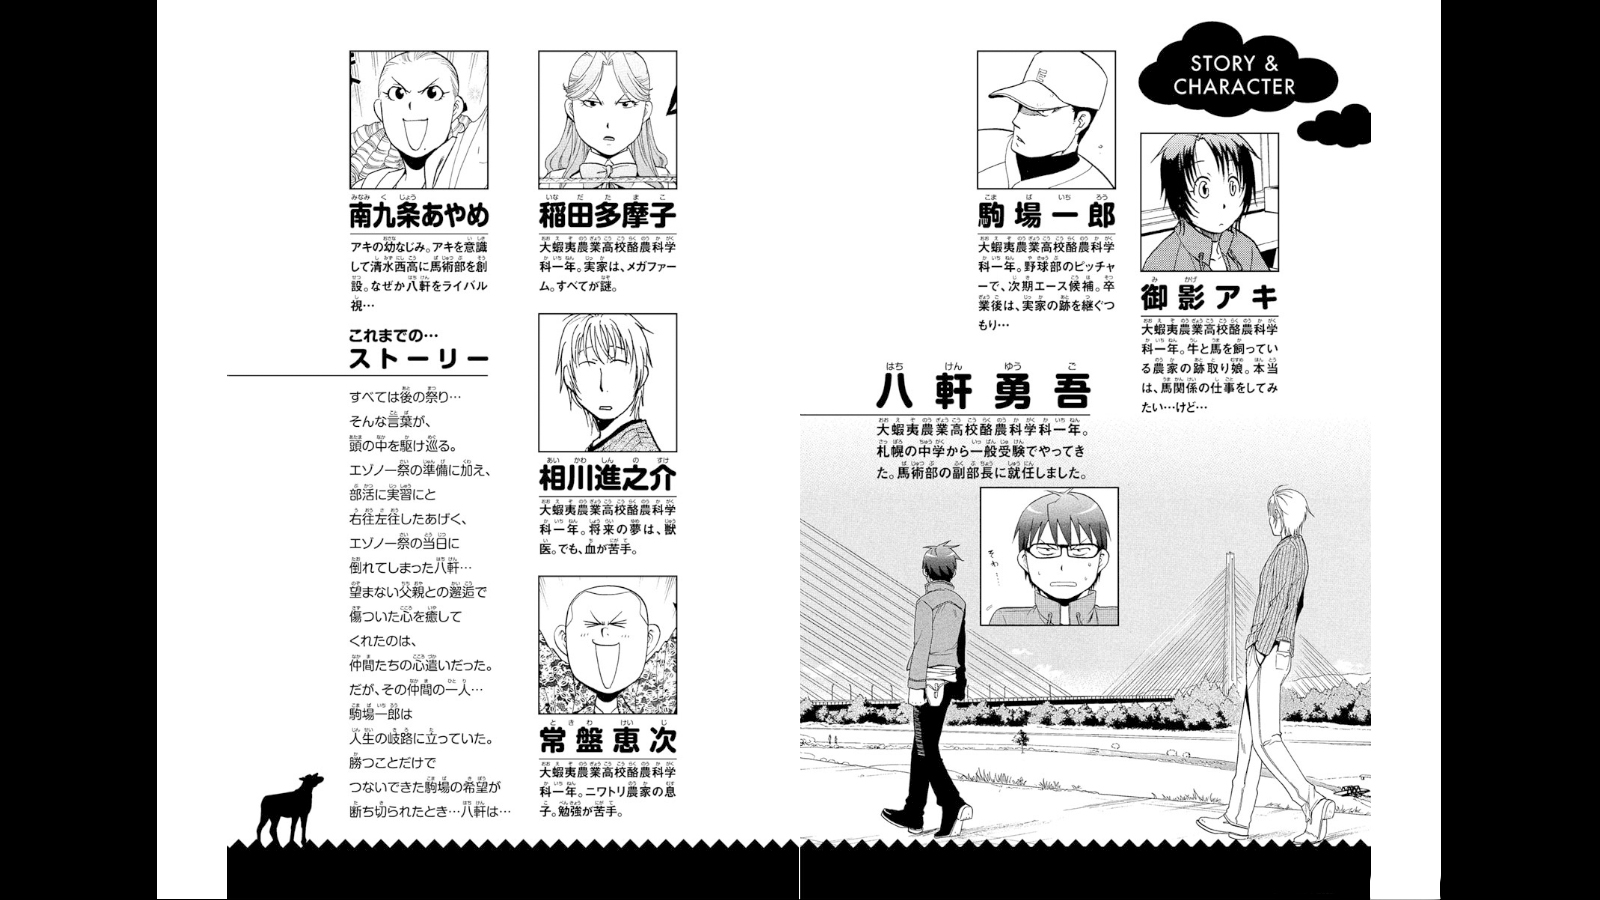 STORY &
CHARACTER
御影アキ
大蝦夷農業高校酪農科学
科一年。牛と馬を飼ってい
る農家の跡取り娘。本当
は、馬関係の仕事をしてみ
たい…けど…
駒場一郎
大蝦夷農業高校酪農科学
科一年。野球部のピッチャ
ーで、次期エース候補。卒
業後は、実家の跡を継ぐつ
もり…
八軒勇吾
大蝦夷農業高校酪農科学科一年。
札幌の中学から一般受験でやってき
た。馬術部の副部長に就任しました。
稲田多摩子
大蝦夷農業高校酪農科学
科一年。実家は、メガファー
ム。すべてが謎。
相川進之介
大蝦夷農業高校酪農科学
科一年。将来の夢は、獣
医。でも、血が苦手。
常盤恵次
大蝦夷農業高校酪農科学
科一年。ニワトリ農家の息
子。勉強が苦手。
南九条あやめ
アキの幼なじみ。アキを意識
して清水西高に馬術部を創
設。なぜか八軒をライバル
視…
これまでの…
ストーリー
すべては後の祭り…
そんな言葉が、
頭の中を駆け巡る。
エゾノー祭の準備に加え、
部活に実習にと
右往左往したあげく、
エゾノー祭の当日に
倒れてしまった八軒…
望まない父親との邂逅で
傷ついた心を癒して
くれたのは、
仲間たちの心遣いだった。
だが、その仲間の一人…
駒場一郎は
人生の岐路に立っていた。
勝つことだけで
つないできた駒場の希望が
断ち切られたとき…八軒は…